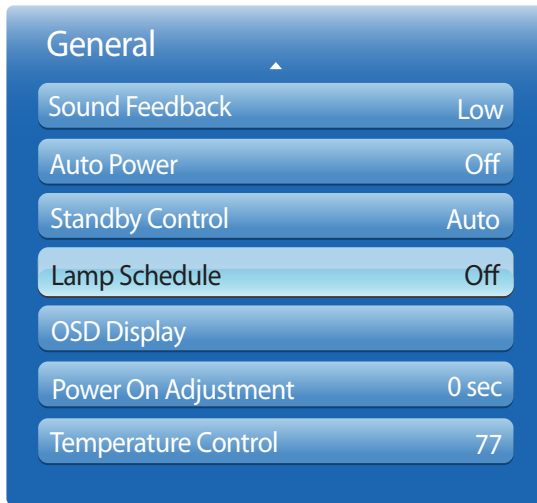 General
Sound Feedback Low
Auto Power Off
Standby Control Auto
Lamp Schedule Off
OSD Display
Power On Adjustment 0 sec
Temperature Control 77